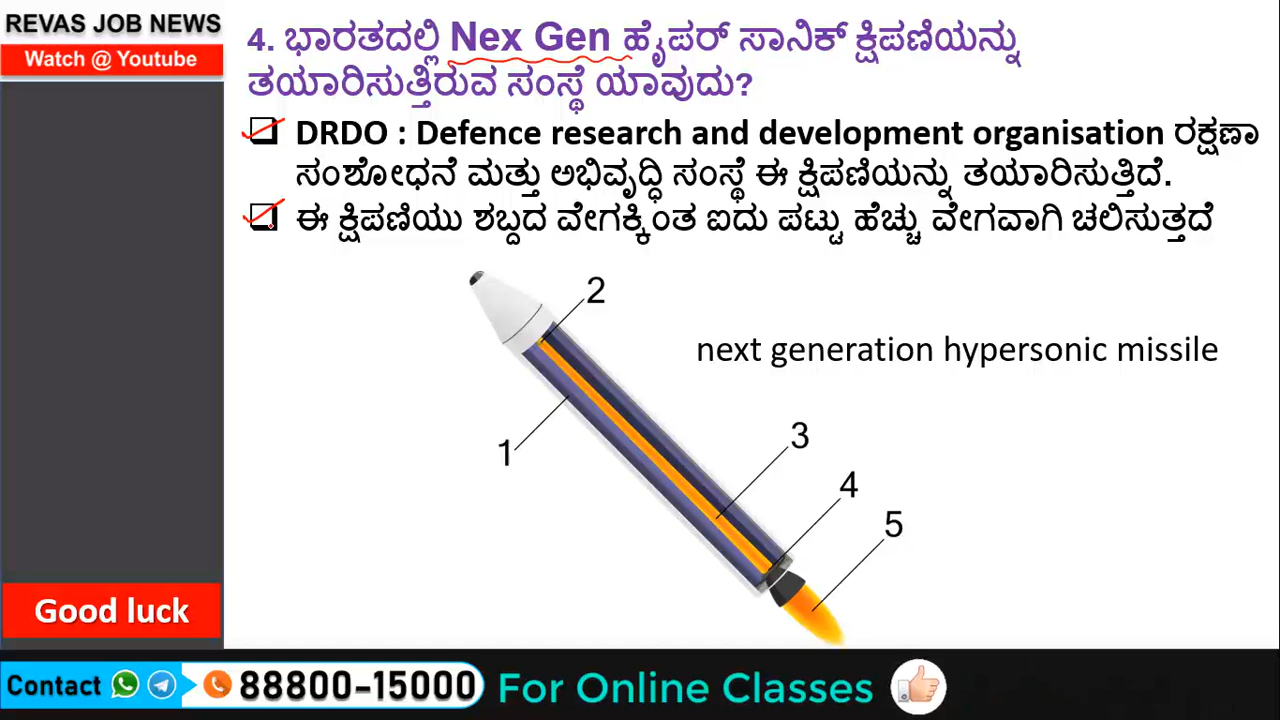 REVAS JOB NEWS
Watch @ Youtube
4. ಭಾರತದಲ್ಲಿ Nex Gen ಹೈಪರ್ ಸಾನಿಕ್ ಕ್ಷಿಪಣಿಯನ್ನು
ತಯಾರಿಸುತ್ತಿರುವ ಸಂಸ್ಥೆ ಯಾವುದು?
DRDO : Defence research and development organisation ರಕ್ಷಣಾ
ಸಂಶೋಧನೆ ಮತ್ತು ಅಭಿವೃದ್ಧಿ ಸಂಸ್ಥೆ ಈ ಕ್ಷಿಪಣಿಯನ್ನು ತಯಾರಿಸುತ್ತಿದೆ.
ಈ ಕ್ಷಿಪಣಿಯು ಶಬ್ದದ ವೇಗಕ್ಕಿಂತ ಐದು ಪಟ್ಟು ಹೆಚ್ಚು ವೇಗವಾಗಿ ಚಲಿಸುತ್ತದೆ
2
next generation hypersonic missile
1
3
4
5
Good luck
Contact 88800-15000 For Online Classes